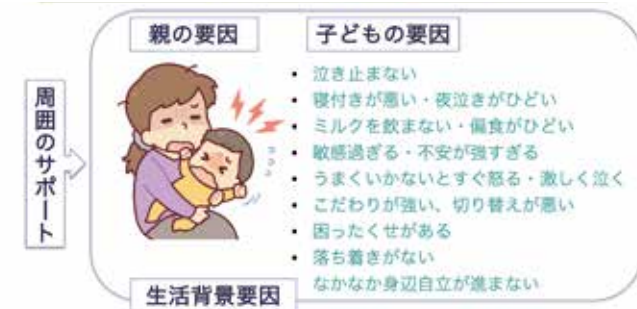 親の要因
子どもの要因
周囲のサポート
・泣き止まない
・寝付きが悪い・夜泣きがひどい
・ミルクを飲まない・偏食がひどい
・敏感過ぎる・不安が強すぎる
・うまくいかないとすぐ怒る・激しく泣く
・こだわりが強い、切り替えが悪い
・困ったくせがある
・落ち着きがない
なかなか身辺自立が進まない
生活背景要因